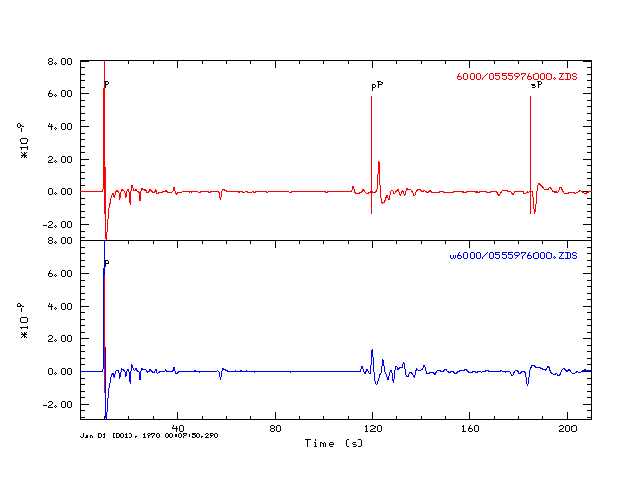 8.00
6000/0555976000.ZDS
P
pP
sP
6.00
4.00
*10 -9
2.00
0.00
-2.00
8.00
w6000/0555976000.ZDS
P
6.00
4.00
*10 -9
2.00
0.00
-2.00
40
80
120
160
200
Jan 01 (001), 1970 00:07:50.290
Time (s)